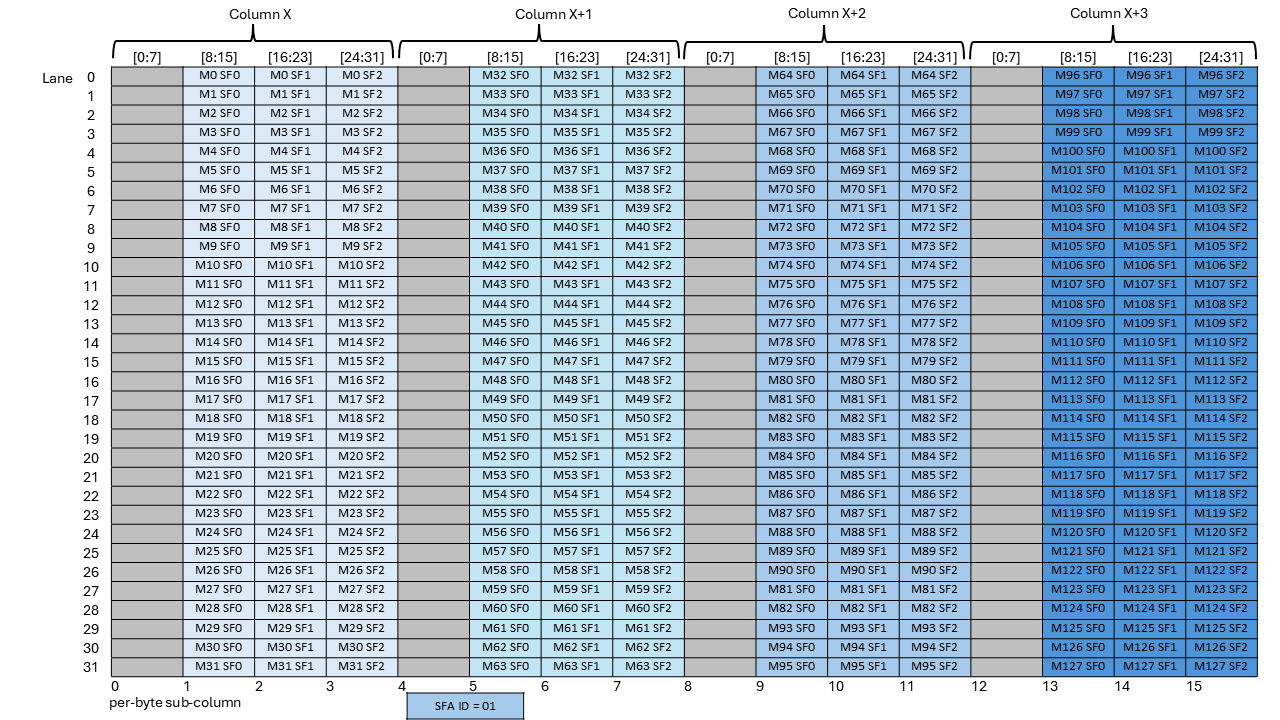 Column X Column X+1 Column X+2 Column X+3
[0:7] [8:15] [16:23] [24:31] [0:7] [8:15] [16:23] [24:31] [0:7] [8:15] [16:23] [24:31] [0:7] [8:15] [16:23] [24:31]
Lane 0 M0 SF0 M0 SF1 M0 SF2 M32 SF0 M32 SF1 M32 SF2 M64 SF0 M64 SF1 M64 SF2 M96 SF0 M96 SF1 M96 SF2
1 M1 SF0 M1 SF1 M1 SF2 M33 SF0 M33 SF1 M33 SF2 M65 SF0 M65 SF1 M65 SF2 M97 SF0 M97 SF1 M97 SF2
2 M2 SF0 M2 SF1 M2 SF2 M34 SF0 M34 SF1 M34 SF2 M66 SF0 M66 SF1 M66 SF2 M98 SF0 M98 SF1 M98 SF2
3 M3 SF0 M3 SF1 M3 SF2 M35 SF0 M35 SF1 M35 SF2 M67 SF0 M67 SF1 M67 SF2 M99 SF0 M99 SF1 M99 SF2
4 M4 SF0 M4 SF1 M4 SF2 M36 SF0 M36 SF1 M36 SF2 M68 SF0 M68 SF1 M68 SF2 M100 SF0 M100 SF1 M100 SF2
5 M5 SF0 M5 SF1 M5 SF2 M37 SF0 M37 SF1 M37 SF2 M69 SF0 M69 SF1 M69 SF2 M101 SF0 M101 SF1 M101 SF2
6 M6 SF0 M6 SF1 M6 SF2 M38 SF0 M38 SF1 M38 SF2 M70 SF0 M70 SF1 M70 SF2 M102 SF0 M102 SF1 M102 SF2
7 M7 SF0 M7 SF1 M7 SF2 M39 SF0 M39 SF1 M39 SF2 M71 SF0 M71 SF1 M71 SF2 M103 SF0 M103 SF1 M103 SF2
8 M8 SF0 M8 SF1 M8 SF2 M40 SF0 M40 SF1 M40 SF2 M72 SF0 M72 SF1 M72 SF2 M104 SF0 M104 SF1 M104 SF2
9 M9 SF0 M9 SF1 M9 SF2 M41 SF0 M41 SF1 M41 SF2 M73 SF0 M73 SF1 M73 SF2 M105 SF0 M105 SF1 M105 SF2
10 M10 SF0 M10 SF1 M10 SF2 M42 SF0 M42 SF1 M42 SF2 M74 SF0 M74 SF1 M74 SF2 M106 SF0 M106 SF1 M106 SF2
11 M11 SF0 M11 SF1 M11 SF2 M43 SF0 M43 SF1 M43 SF2 M75 SF0 M75 SF1 M75 SF2 M107 SF0 M107 SF1 M107 SF2
12 M12 SF0 M12 SF1 M12 SF2 M44 SF0 M44 SF1 M44 SF2 M76 SF0 M76 SF1 M76 SF2 M108 SF0 M108 SF1 M108 SF2
13 M13 SF0 M13 SF1 M13 SF2 M45 SF0 M45 SF1 M45 SF2 M77 SF0 M77 SF1 M77 SF2 M109 SF0 M109 SF1 M109 SF2
14 M14 SF0 M14 SF1 M14 SF2 M46 SF0 M46 SF1 M46 SF2 M78 SF0 M78 SF1 M78 SF2 M110 SF0 M110 SF1 M110 SF2
15 M15 SF0 M15 SF1 M15 SF2 M47 SF0 M47 SF1 M47 SF2 M79 SF0 M79 SF1 M79 SF2 M111 SF0 M111 SF1 M111 SF2
16 M16 SF0 M16 SF1 M16 SF2 M48 SF0 M48 SF1 M48 SF2 M80 SF0 M80 SF1 M80 SF2 M112 SF0 M112 SF1 M112 SF2
17 M17 SF0 M17 SF1 M17 SF2 M49 SF0 M49 SF1 M49 SF2 M81 SF0 M81 SF1 M81 SF2 M113 SF0 M113 SF1 M113 SF2
18 M18 SF0 M18 SF1 M18 SF2 M50 SF0 M50 SF1 M50 SF2 M82 SF0 M82 SF1 M82 SF2 M114 SF0 M114 SF1 M114 SF2
19 M19 SF0 M19 SF1 M19 SF2 M51 SF0 M51 SF1 M51 SF2 M83 SF0 M83 SF1 M83 SF2 M115 SF0 M115 SF1 M115 SF2
20 M20 SF0 M20 SF1 M20 SF2 M52 SF0 M52 SF1 M52 SF2 M84 SF0 M84 SF1 M84 SF2 M116 SF0 M116 SF1 M116 SF2
21 M21 SF0 M21 SF1 M21 SF2 M53 SF0 M53 SF1 M53 SF2 M85 SF0 M85 SF1 M85 SF2 M117 SF0 M117 SF1 M117 SF2
22 M22 SF0 M22 SF1 M22 SF2 M54 SF0 M54 SF1 M54 SF2 M86 SF0 M86 SF1 M86 SF2 M118 SF0 M118 SF1 M118 SF2
23 M23 SF0 M23 SF1 M23 SF2 M55 SF0 M55 SF1 M55 SF2 M87 SF0 M87 SF1 M87 SF2 M119 SF0 M119 SF1 M119 SF2
24 M24 SF0 M24 SF1 M24 SF2 M56 SF0 M56 SF1 M56 SF2 M88 SF0 M88 SF1 M88 SF2 M120 SF0 M120 SF1 M120 SF2
25 M25 SF0 M25 SF1 M25 SF2 M57 SF0 M57 SF1 M57 SF2 M89 SF0 M89 SF1 M89 SF2 M121 SF0 M121 SF1 M121 SF2
26 M26 SF0 M26 SF1 M26 SF2 M58 SF0 M58 SF1 M58 SF2 M90 SF0 M90 SF1 M90 SF2 M122 SF0 M122 SF1 M122 SF2
27 M27 SF0 M27 SF1 M27 SF2 M59 SF0 M59 SF1 M59 SF2 M81 SF0 M81 SF1 M81 SF2 M123 SF0 M123 SF1 M123 SF2
28 M28 SF0 M28 SF1 M28 SF2 M60 SF0 M60 SF1 M60 SF2 M82 SF0 M82 SF1 M82 SF2 M124 SF0 M124 SF1 M124 SF2
29 M29 SF0 M29 SF1 M29 SF2 M61 SF0 M61 SF1 M61 SF2 M93 SF0 M93 SF1 M93 SF2 M125 SF0 M125 SF1 M125 SF2
30 M30 SF0 M30 SF1 M30 SF2 M62 SF0 M62 SF1 M62 SF2 M94 SF0 M94 SF1 M94 SF2 M126 SF0 M126 SF1 M126 SF2
31 M31 SF0 M31 SF1 M31 SF2 M63 SF0 M63 SF1 M63 SF2 M95 SF0 M95 SF1 M95 SF2 M127 SF0 M127 SF1 M127 SF2
0 1 2 3 4 5 6 7 8 9 10 11 12 13 14 15
per-byte sub-column
SFA ID = 01